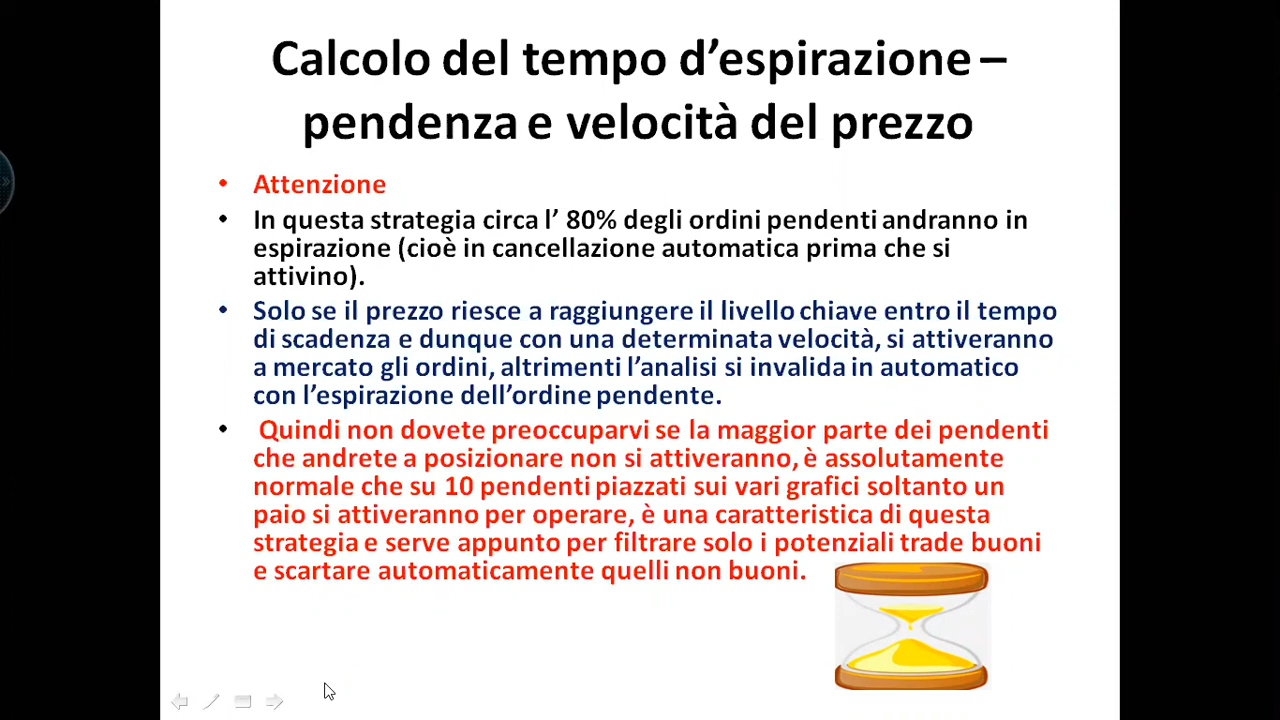 Calcolo del tempo d’espirazione –
pendenza e velocità del prezzo
• Attenzione
• In questa strategia circa l’ 80% degli ordini pendenti andranno in
espirazione (cioè in cancellazione automatica prima che si
attivino).
• Solo se il prezzo riesce a raggiungere il livello chiave entro il tempo
di scadenza e dunque con una determinata velocità, si attiveranno
a mercato gli ordini, altrimenti l’analisi si invalida in automatico
con l’espirazione dell’ordine pendente.
• Quindi non dovete preoccuparvi se la maggior parte dei pendenti
che andrete a posizionare non si attiveranno, è assolutamente
normale che su 10 pendenti piazzati sui vari grafici soltanto un
paio si attiveranno per operare, è una caratteristica di questa
strategia e serve appunto per filtrare solo i potenziali trade buoni
e scartare automaticamente quelli non buoni.